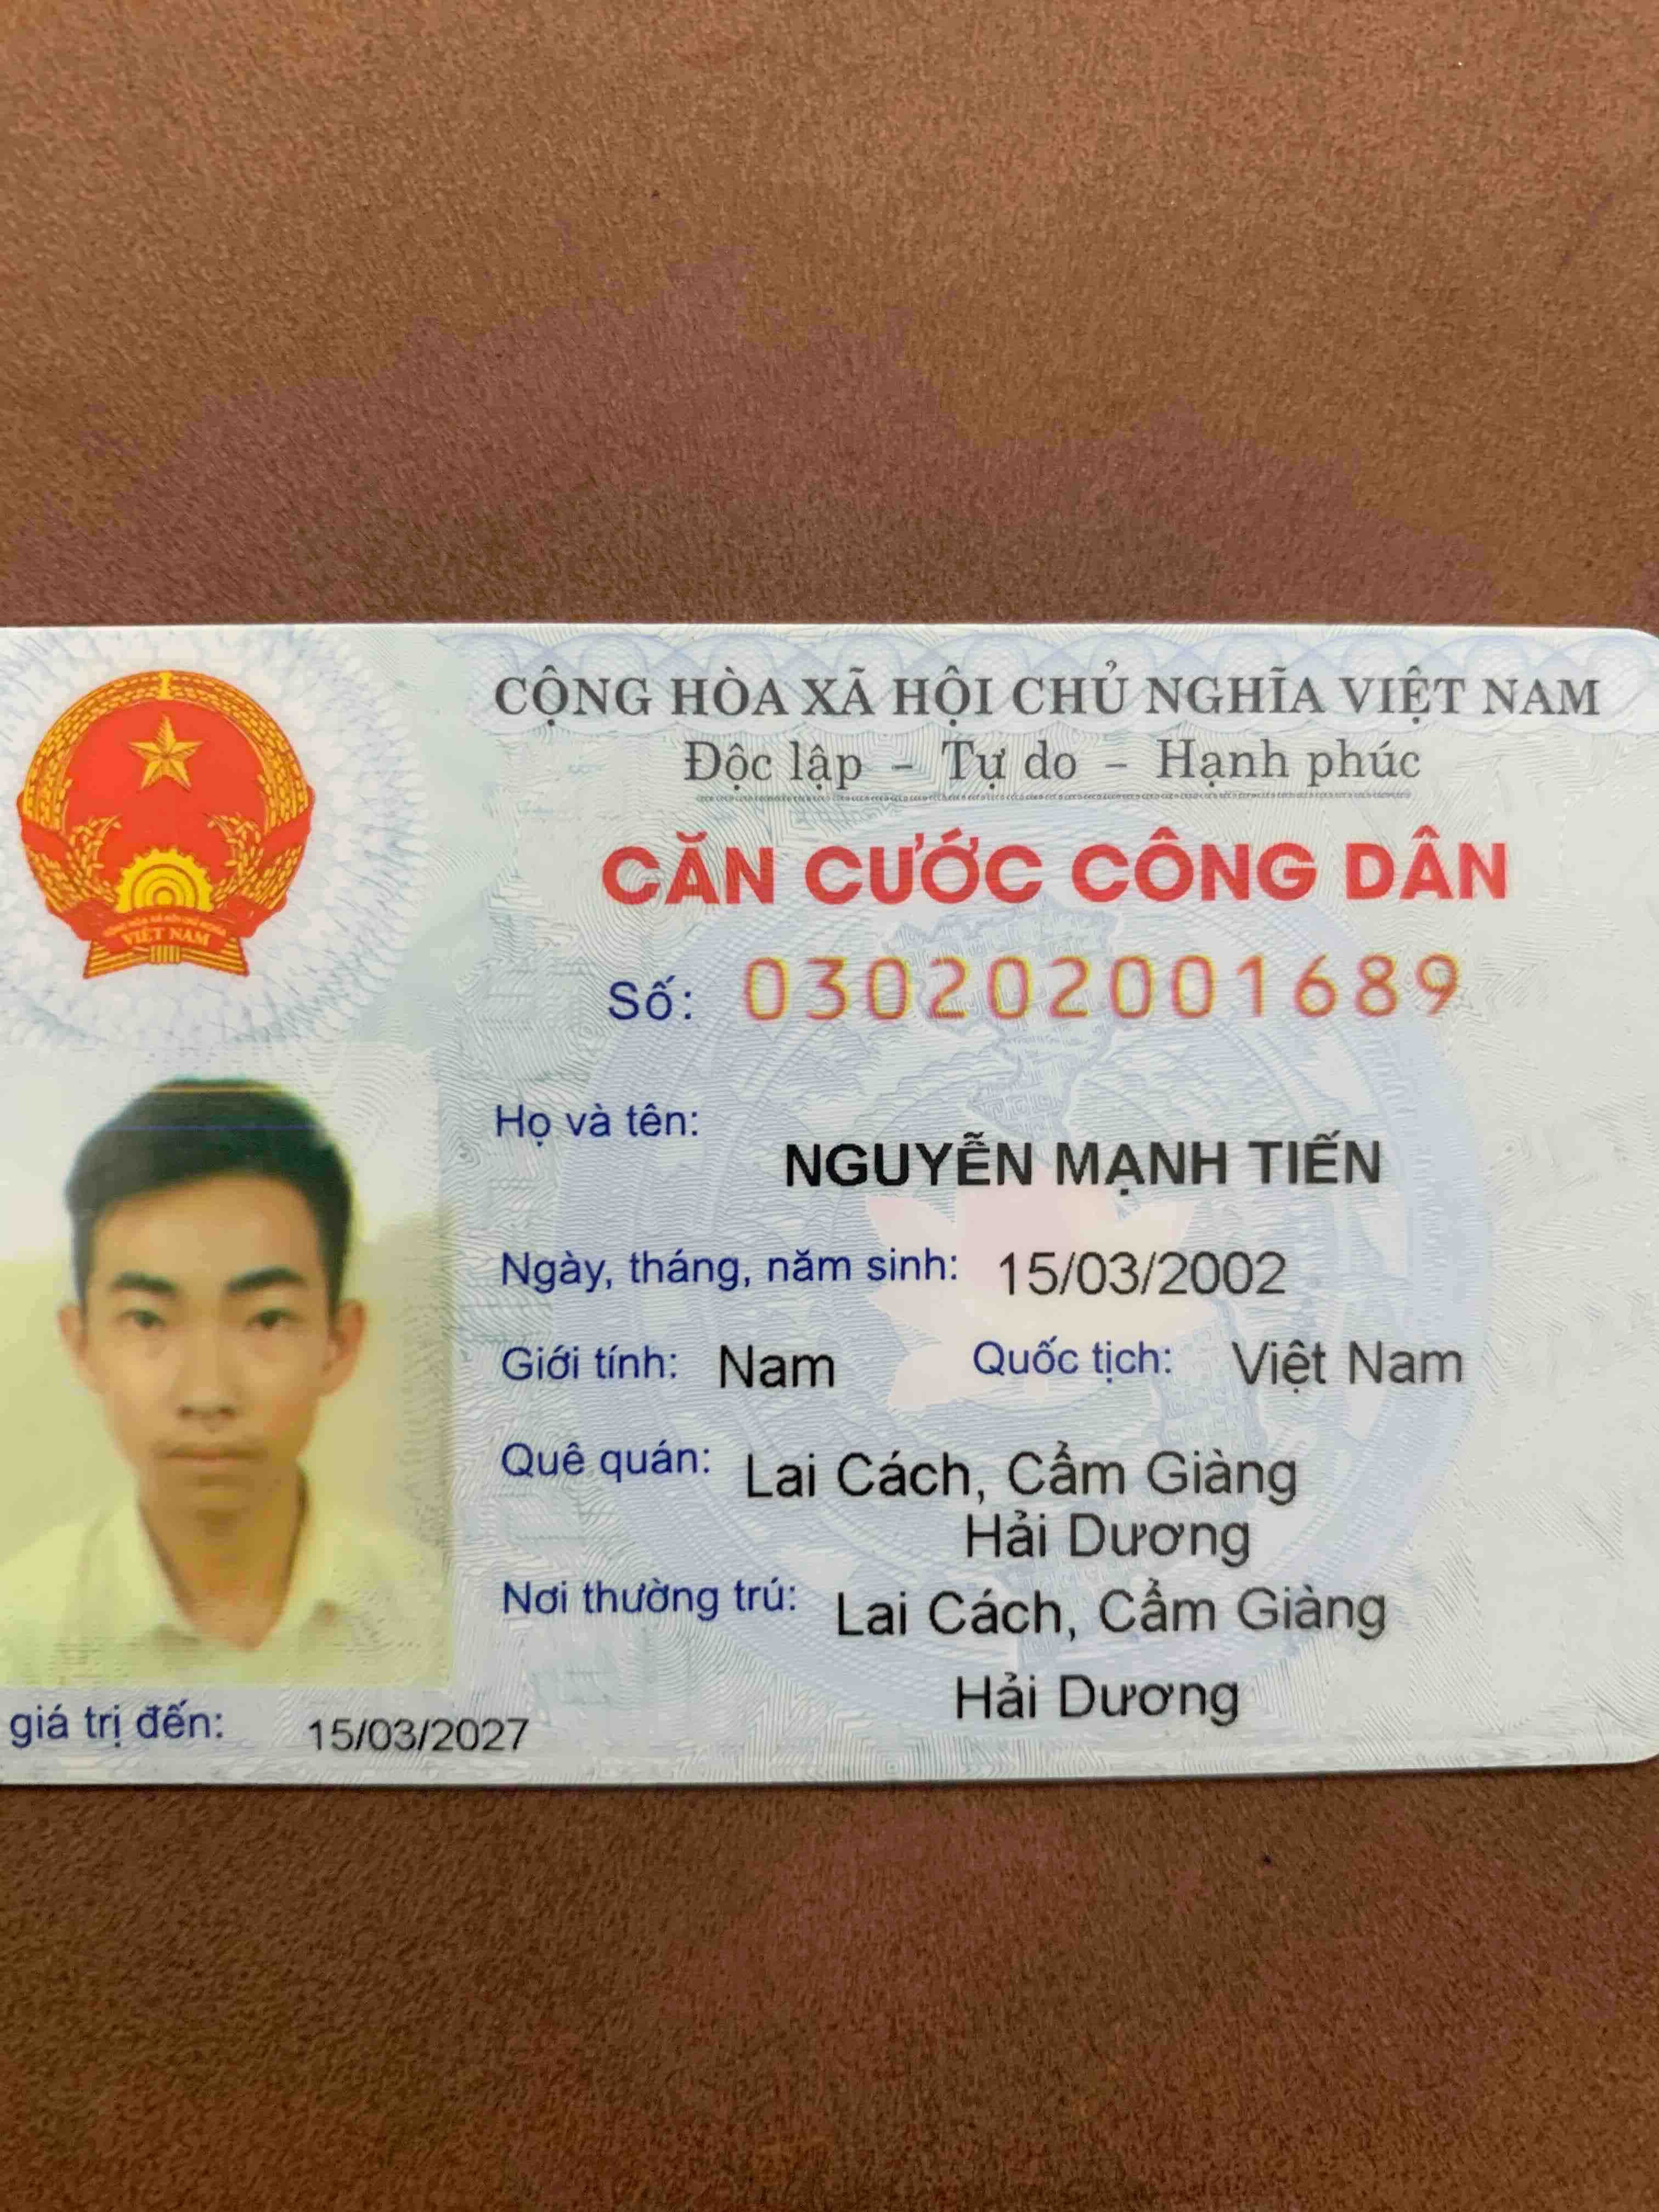 CỘNG HÒA XÃ HỘI CHỦ NGHĨA VIỆT NAM
Độc lập - Tự do - Hạnh phúc
CĂN CƯỚC CÔNG DÂN
Số: 030202001689
Họ và tên:
NGUYỄN MẠNH TIẾN
Ngày, tháng, năm sinh: 15/03/2002
Giới tính: Nam Quốc tịch: Việt Nam
Quê quán: Lai Cách, Cẩm Giàng
Hải Dương
Nơi thường trú: Lai Cách, Cẩm Giàng
Hải Dương
giá trị đến: 15/03/2027
VIỆT NAM